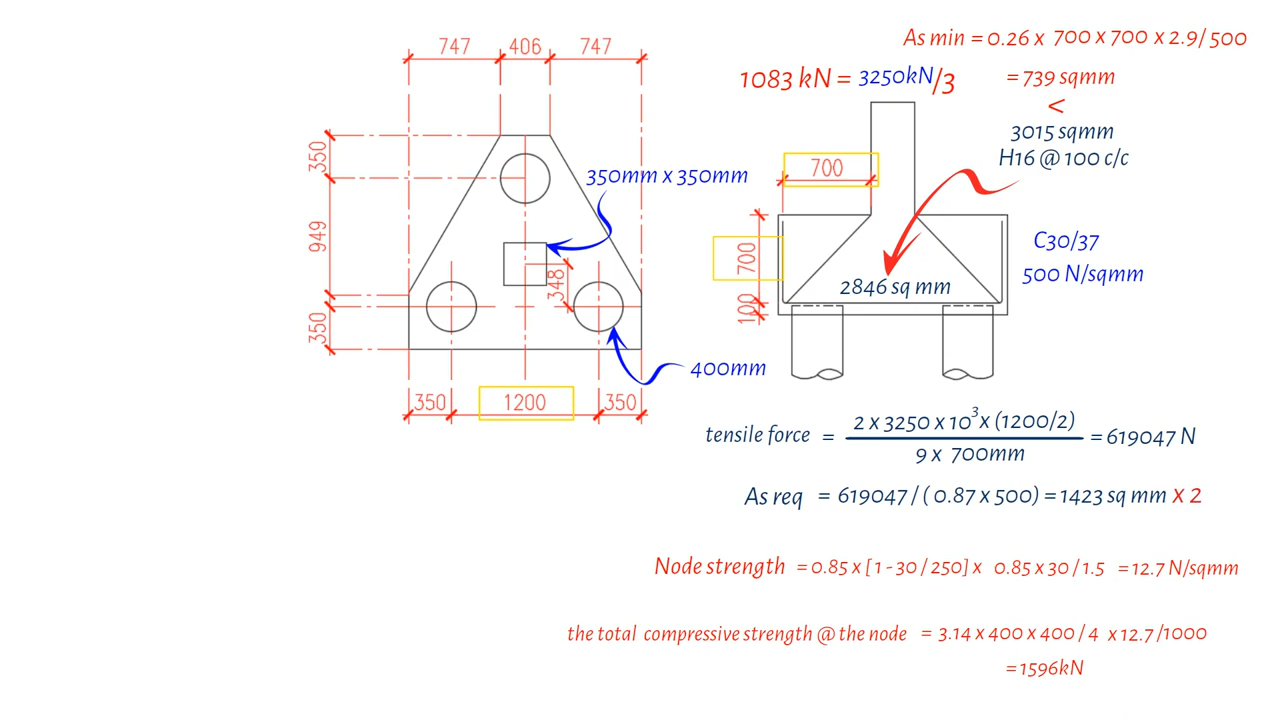 747 406 747
350
949
350
348
350mm x 350mm
400mm
350 1200 350
As min = 0.26 x 700 x 700 x 2.9/500
1083 kN = 3250kN/3
= 739 sqmm
<
3015 sqmm
H16 @ 100 c/c
700
700
100
C30/37
500 N/sqmm
2846 sq mm
tensile force = 2 x 3250 x 10³ x (1200/2) = 619047 N
9 x 700mm
As req = 619047 / ( 0.87 x 500) = 1423 sq mm x 2
Node strength = 0.85 x [ 1 - 30 / 250] x 0.85 x 30 / 1.5 = 12.7 N/sqmm
the total compressive strength @ the node = 3.14 x 400 x 400 / 4 x 12.7 /1000
= 1596kN